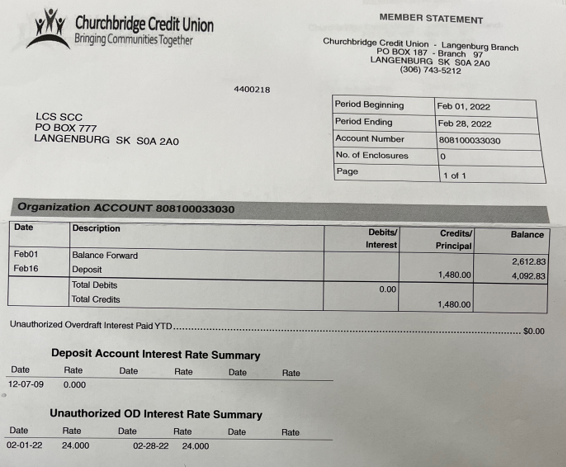 Churchbridge Credit Union
Bringing Communities Together
MEMBER STATEMENT
Churchbridge Credit Union - Langenburg Branch
PO BOX 187 - Branch 97
LANGENBURG SK S0A 2A0
(306) 743-5212
4400218
LCS SCC
PO BOX 777
LANGENBURG SK S0A 2A0
Period Beginning Feb 01, 2022
Period Ending Feb 28, 2022
Account Number 808100033030
No. of Enclosures 0
Page 1 of 1
Organization ACCOUNT 808100033030
Date Description Debits/ Interest Credits/ Principal Balance
Feb01 Balance Forward 2,612.83
Feb16 Deposit 1,480.00 4,092.83
Total Debits 0.00
Total Credits 1,480.00
Unauthorized Overdraft Interest Paid YTD................................................................ $0.00
Deposit Account Interest Rate Summary
Date Rate Date Rate Date Rate
12-07-09 0.000
Unauthorized OD Interest Rate Summary
Date Rate Date Rate Date Rate
02-01-22 24.000 02-28-22 24.000